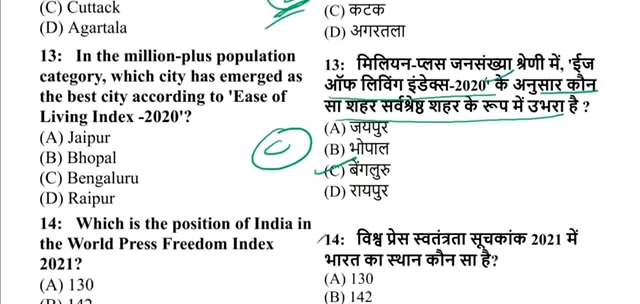 (C) Cuttack
(D) Agartala
13: In the million-plus population
category, which city has emerged as
the best city according to 'Ease of
Living Index -2020'?
(A) Jaipur
(B) Bhopal
(C) Bengaluru
(D) Raipur
14: Which is the position of India in
the World Press Freedom Index
2021?
(A) 130
(C) कटक
(D) अगरतला
13: मिलियन-प्लस जनसंख्या श्रेणी में, 'ईज
ऑफ लिविंग इंडेक्स-2020' के अनुसार कौन
सा शहर सर्वश्रेष्ठ शहर के रूप में उभरा है ?
(A) जयपुर
(B) भोपाल
(C) बेंगलुरु
(D) रायपुर
14: विश्व प्रेस स्वतंत्रता सूचकांक 2021 में
भारत का स्थान कौन सा है?
(A) 130
(B) 142